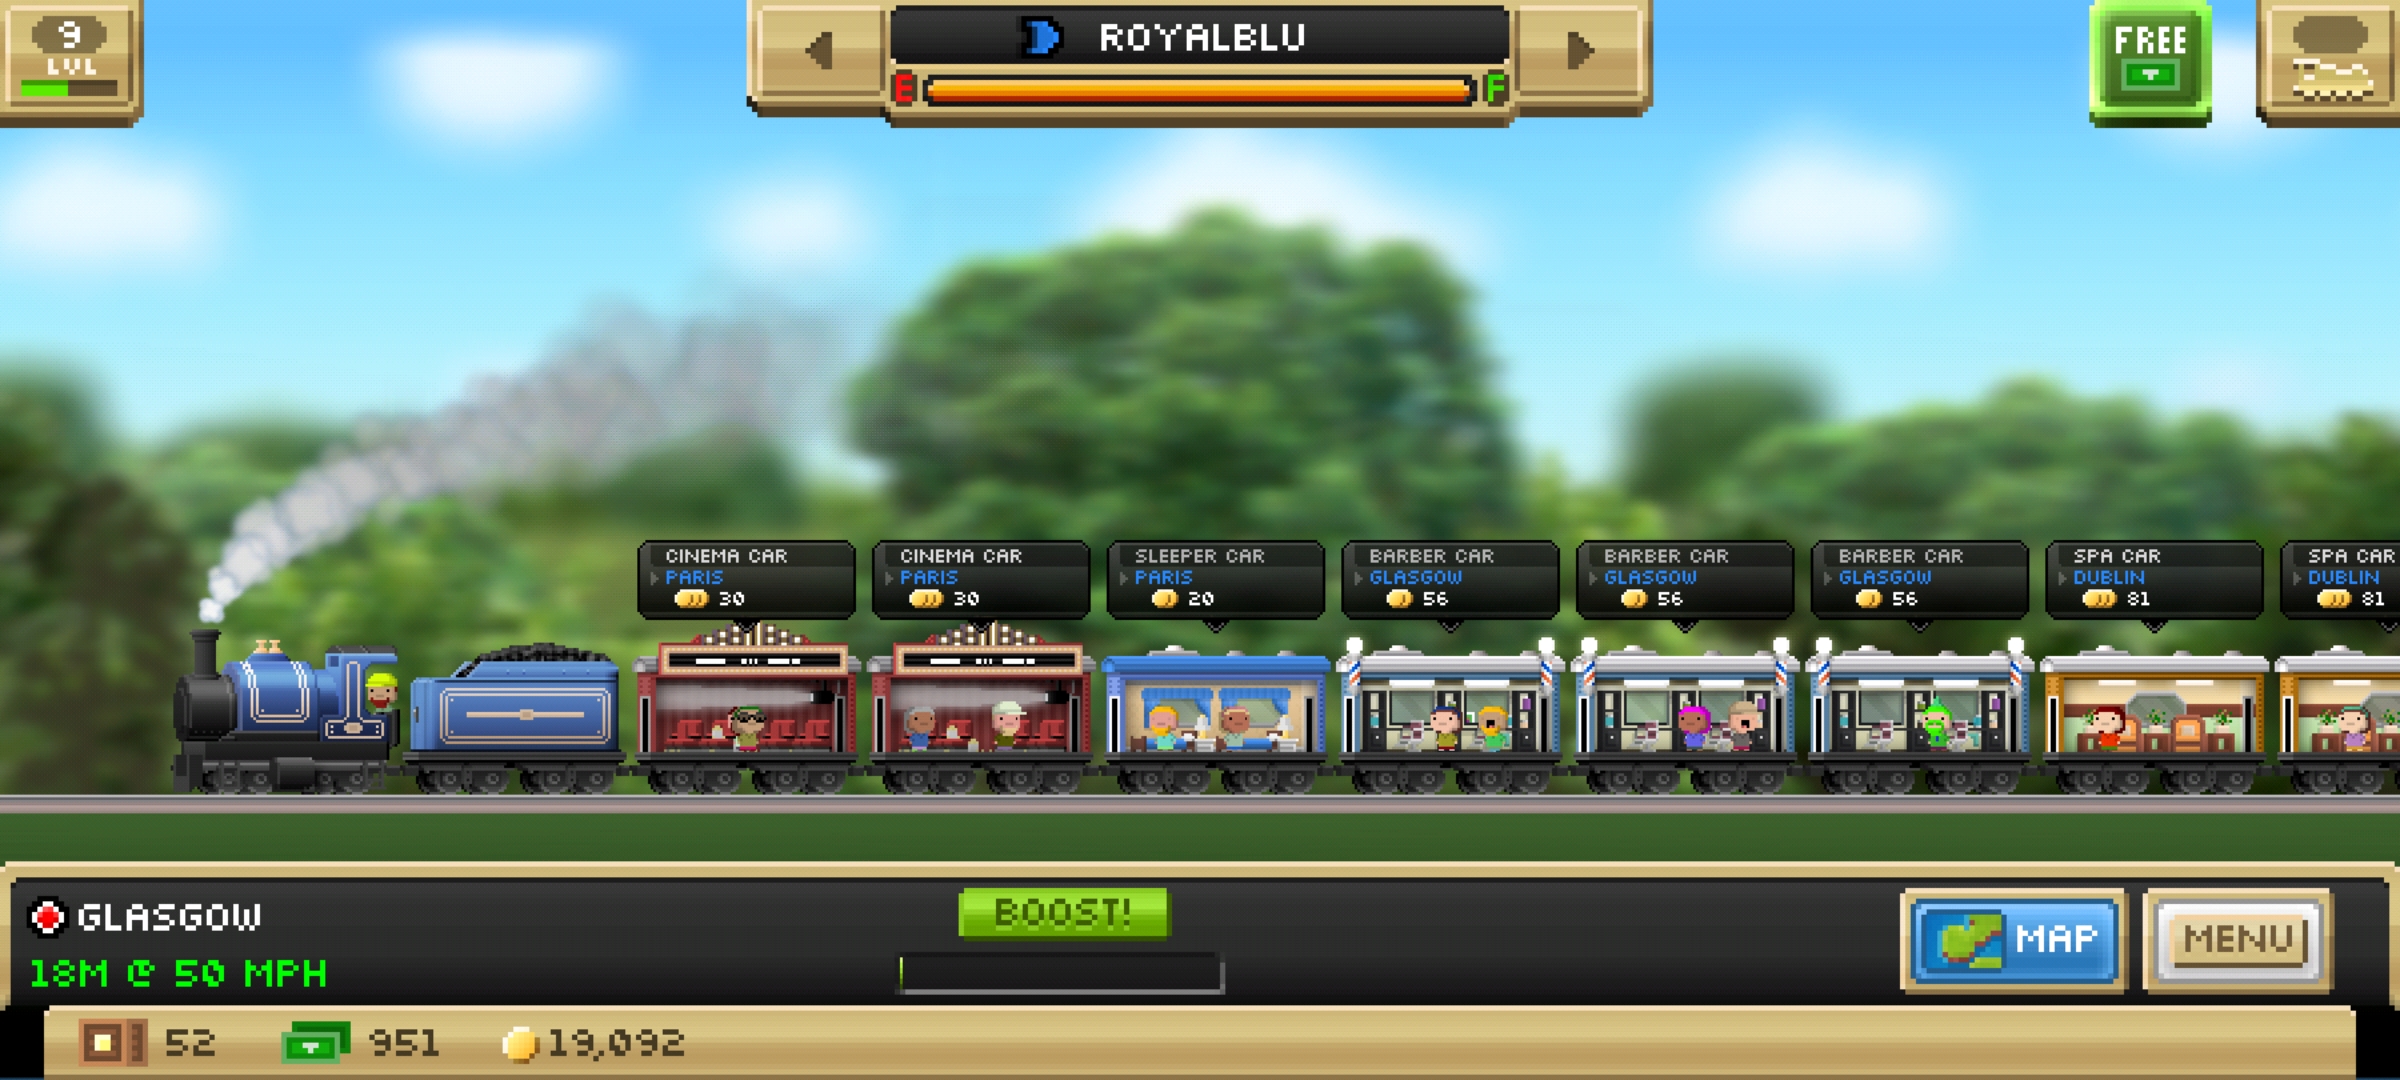 9
LVL
ROYALBLU
E F
FREE
CINEMA CAR
PARIS
30
CINEMA CAR
PARIS
30
SLEEPER CAR
PARIS
20
BARBER CAR
GLASGOW
56
BARBER CAR
GLASGOW
56
BARBER CAR
GLASGOW
56
SPA CAR
DUBLIN
81
SPA CAR
DUBLIN
81
GLASGOW
18M @ 50 MPH
BOOST!
MAP
MENU
52 951 19,092